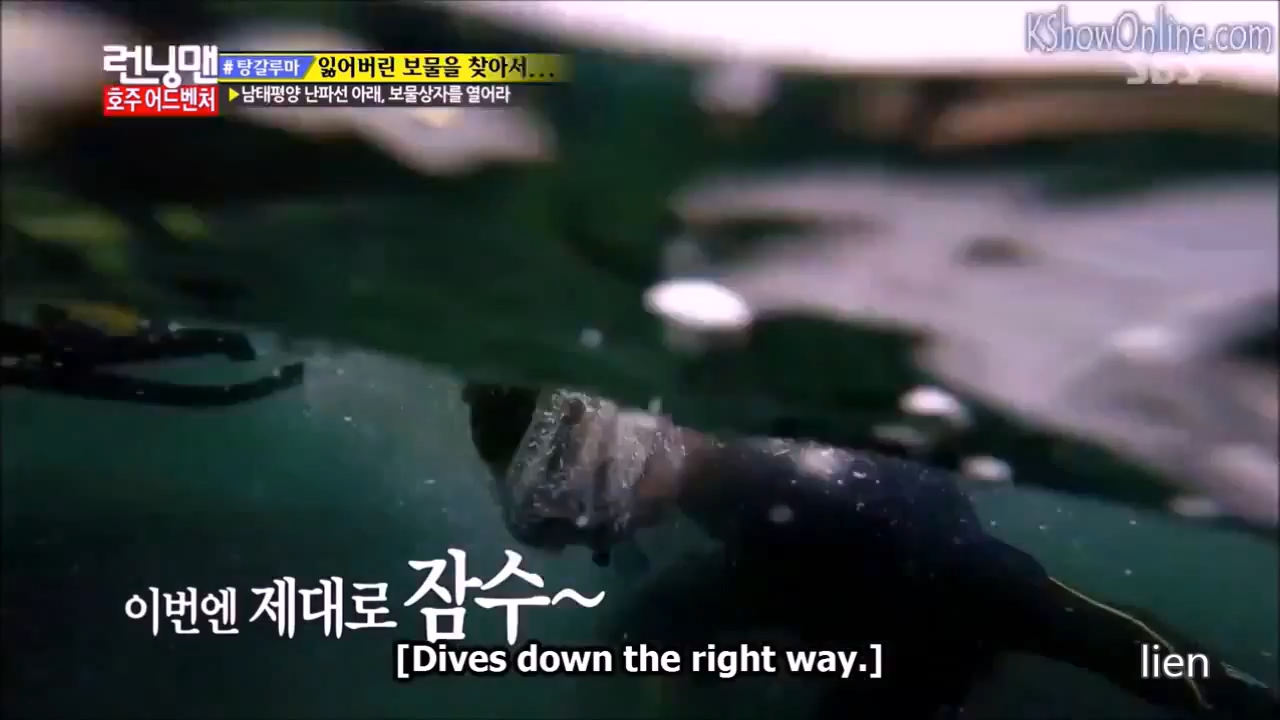 KShowOnline.com
SBS
런닝맨
호주 어드벤처
#탕갈루마 잃어버린 보물을 찾아서...
▶남태평양 난파선 아래, 보물상자를 열어라
이번엔 제대로 잠수~
[Dives down the right way.]
lien